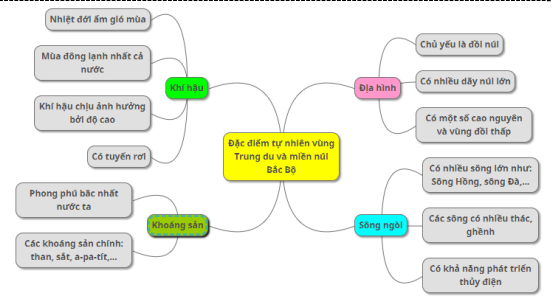 Đặc điểm tự nhiên vùng
Trung du và miền núi
Bắc Bộ
Khí hậu
Nhiệt đới ẩm gió mùa
Mùa đông lạnh nhất cả
nước
Khí hậu chịu ảnh hưởng
bởi độ cao
Có tuyết rơi
Khoáng sản
Phong phú bậc nhất
nước ta
Các khoáng sản chính:
than, sắt, a-pa-tít,...
Địa hình
Chủ yếu là đồi núi
Có nhiều dãy núi lớn
Có một số cao nguyên
và vùng đồi thấp
Sông ngòi
Có nhiều sông lớn như:
Sông Hồng, sông Đà,...
Các sông có nhiều thác,
ghềnh
Có khả năng phát triển
thủy điện